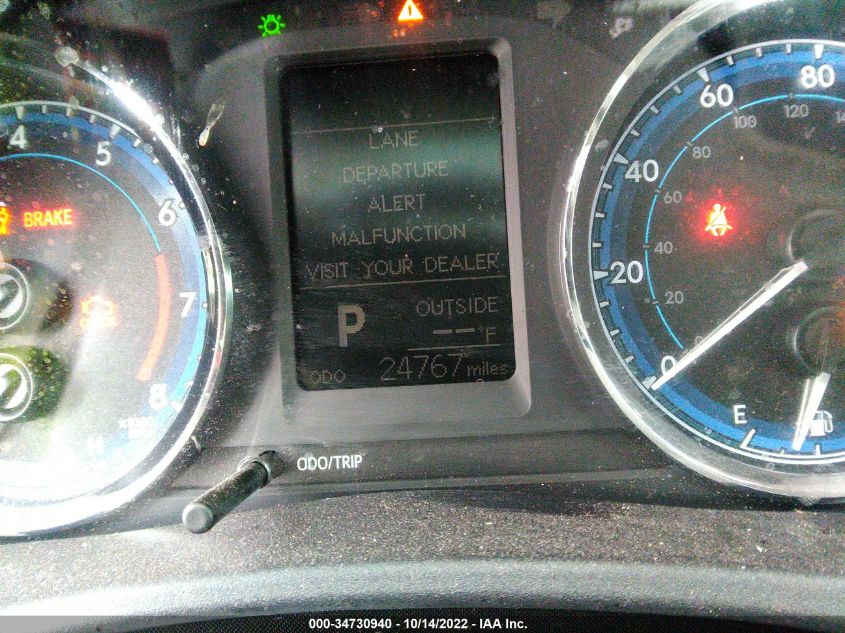 LANE
DEPARTURE
ALERT
MALFUNCTION
VISIT YOUR DEALER
P
OUTSIDE
-- °F
ODO 24767 miles
ODO/TRIP
4
5
6
7
8
BRAKE
0
20
40
60
80
20
40
60
80
100
120
E
000-34730940 - 10/14/2022 - IAA Inc.